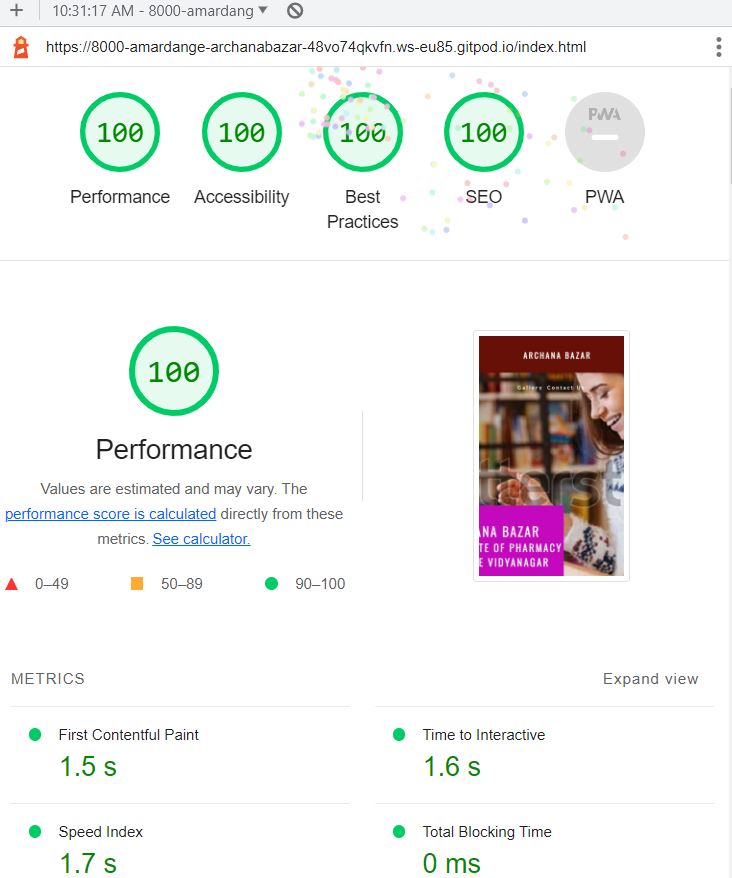 10:31:17 AM - 8000-amardang
https://8000-amardange-archanabazar-48vo74qkvfn.ws-eu85.gitpod.io/index.html
100
100
100
100
PWA
Performance
Accessibility
Best
Practices
SEO
PWA
100
Performance
Values are estimated and may vary. The
performance score is calculated directly from these
metrics. See calculator.
0–49
50–89
90–100
ARCHANA BAZAR
Gallery Contact Us
NA BAZAR
TE OF PHARMACY
E VIDYANAGAR
METRICS
Expand view
First Contentful Paint
1.5 s
Time to Interactive
1.6 s
Speed Index
1.7 s
Total Blocking Time
0 ms